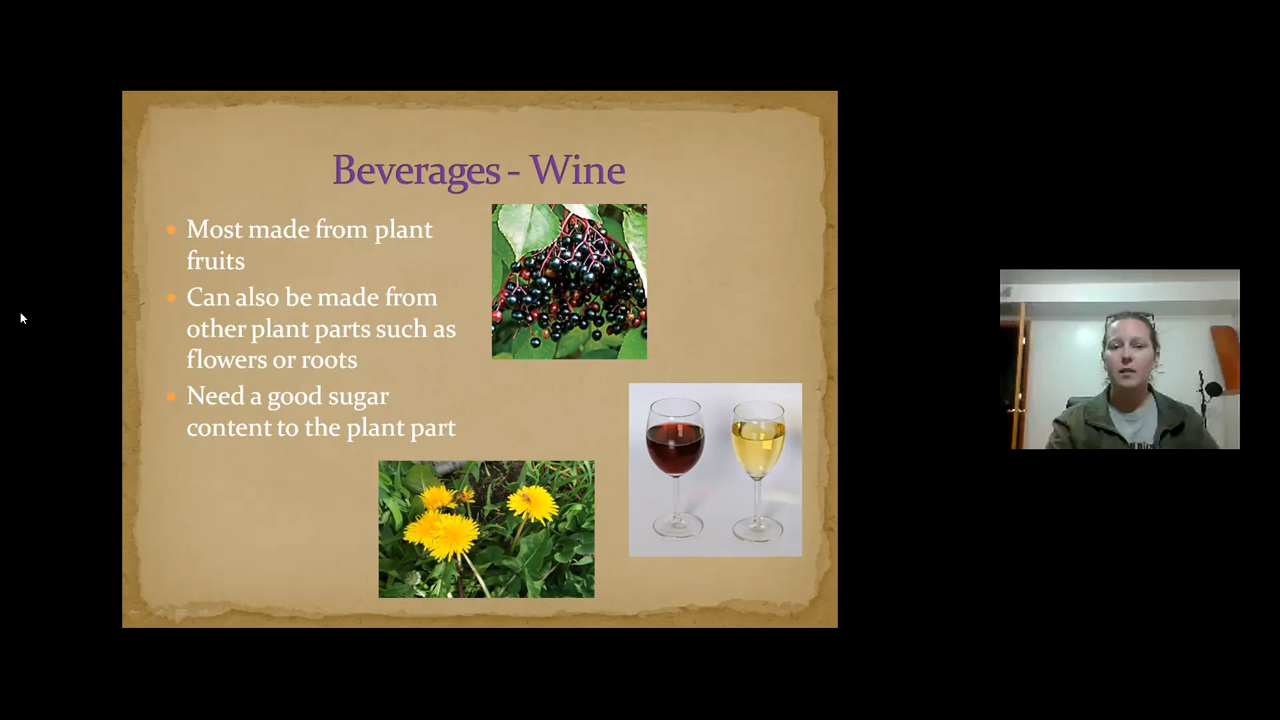 Beverages - Wine
Most made from plant
fruits
Can also be made from
other plant parts such as
flowers or roots
Need a good sugar
content to the plant part